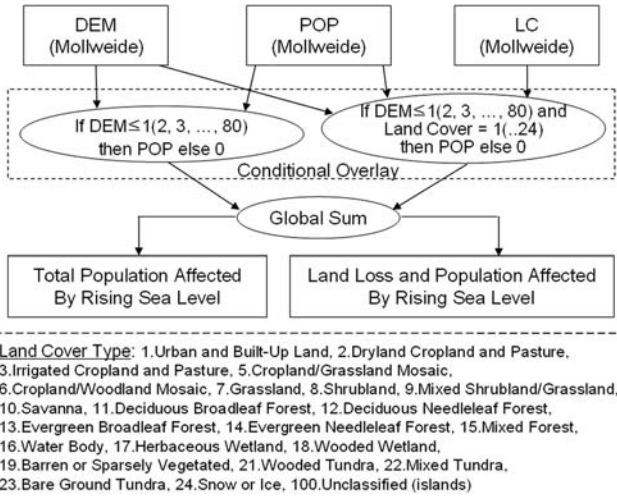 DEM
(Mollweide)
POP
(Mollweide)
LC
(Mollweide)
If DEM≤1(2, 3, ..., 80)
then POP else 0
If DEM≤1(2, 3, ..., 80) and
Land Cover = 1(..24)
then POP else 0
Conditional Overlay
Global Sum
Total Population Affected
By Rising Sea Level
Land Loss and Population Affected
By Rising Sea Level
Land Cover Type: 1.Urban and Built-Up Land, 2.Dryland Cropland and Pasture,
3.Irrigated Cropland and Pasture, 5.Cropland/Grassland Mosaic,
6.Cropland/Woodland Mosaic, 7.Grassland, 8.Shrubland, 9.Mixed Shrubland/Grassland,
10.Savanna, 11.Deciduous Broadleaf Forest, 12.Deciduous Needleleaf Forest,
13.Evergreen Broadleaf Forest, 14.Evergreen Needleleaf Forest, 15.Mixed Forest,
16.Water Body, 17.Herbaceous Wetland, 18.Wooded Wetland,
19.Barren or Sparsely Vegetated, 21.Wooded Tundra, 22.Mixed Tundra,
23.Bare Ground Tundra, 24.Snow or Ice, 100.Unclassified (islands)